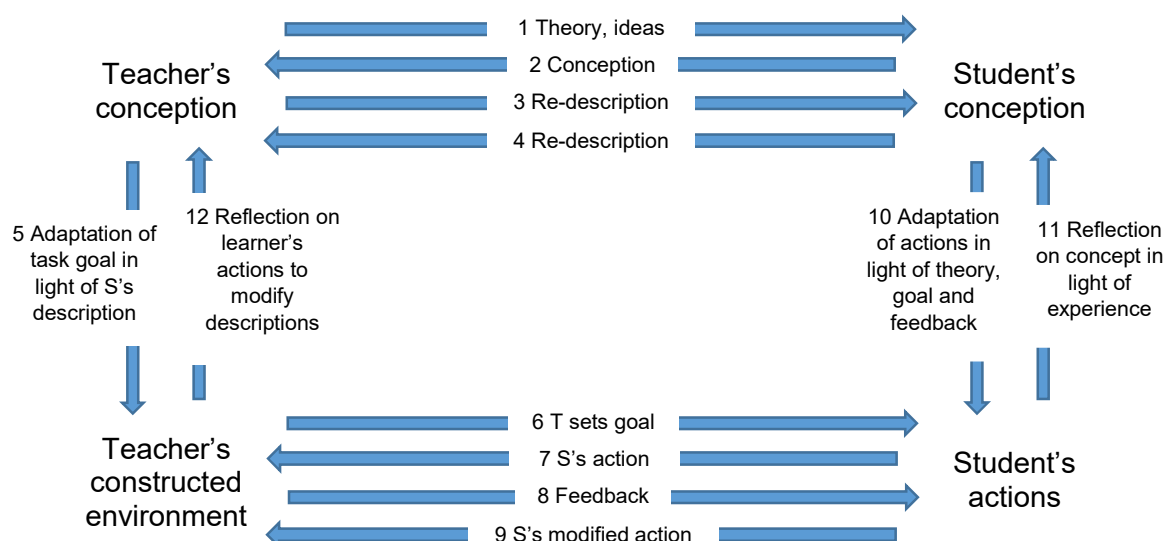 1 Theory, ideas
2 Conception
3 Re-description
4 Re-description
Teacher’s
conception
Student’s
conception
5 Adaptation of
task goal in
light of S’s
description
12 Reflection on
learner’s
actions to
modify
descriptions
10 Adaptation
of actions in
light of theory,
goal and
feedback
11 Reflection
on concept in
light of
experience
Teacher’s
constructed
environment
6 T sets goal
7 S’s action
8 Feedback
9 S’s modified action
Student’s
actions